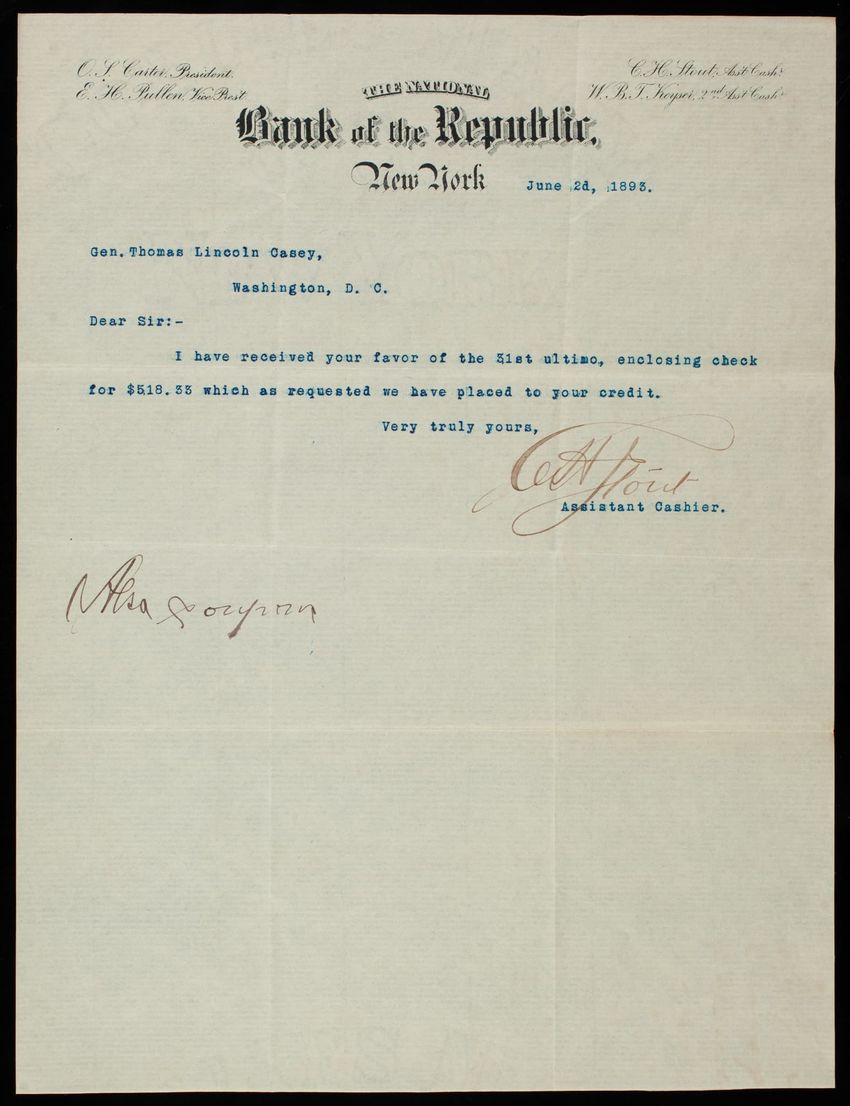 O. S. Carter, President.
E. H. Pullen, Vice Prest.
C. H. Stout, Asst. Cash.
W. B. T. Keyser, 2nd Asst. Cash.
THE NATIONAL
Bank of the Republic,
New York
June 2d, 1893.
Gen. Thomas Lincoln Casey,
Washington, D. C.
Dear Sir:-
I have received your favor of the 31st ultimo, enclosing check
for $518.33 which as requested we have placed to your credit.
Very truly yours,
C H Stout
Assistant Cashier.
Also coupon